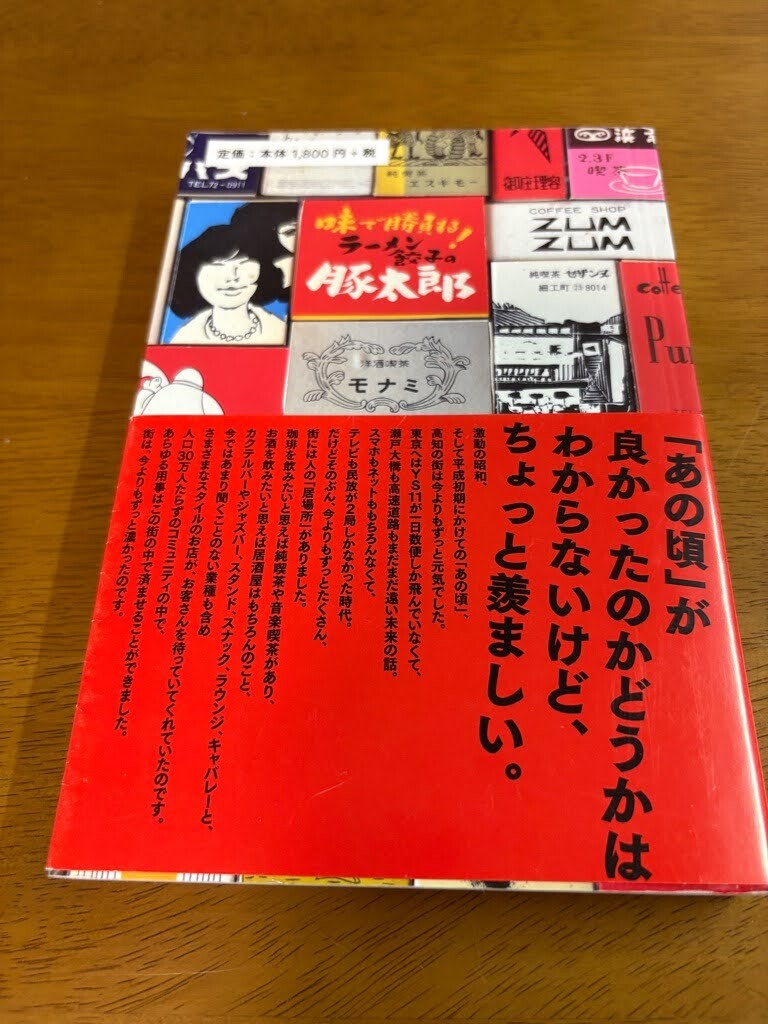 定価：本体1,800円+税
TEL72-0911
純喫茶
エスキモー
御庄理容
浜
2.3F
喫茶
味で勝負する!
ラーメン
餃子の
豚太郎
COFFEE SHOP
ZUM
ZUM
純喫茶 セザンヌ
細工町 ㉕8014
洋酒喫茶
モナミ
「あの頃」が
良かったのかどうかは
わからないけど、
ちょっと羨ましい。
激動の昭和、
そして平成初期にかけての「あの頃」、
高知の街は今よりもずっと元気でした。
東京へはYS11が一日数便しか飛んでいなくて、
瀬戸大橋も高速道路もまだまだ遠い未来の話。
スマホもネットももちろんなくて、
テレビも民放が2局しかなかった時代。
だけどそのぶん、今よりもずっとたくさん、
街には人の「居場所」がありました。
珈琲を飲みたいと思えば純喫茶や音楽喫茶があり、
お酒を飲みたいと思えば居酒屋はもちろんのこと、
カクテルバーやジャズバー、スタンド、スナック、ラウンジ、キャバレーと、
今ではあまり聞くことのない業種も含め
さまざまなスタイルのお店が、お客さんを待っていてくれていたのです。
人口30万人たらずのコミュニティの中で、
あらゆる用事はこの街の中で済ませることができました。
街は、今よりもずっと濃かったのです。